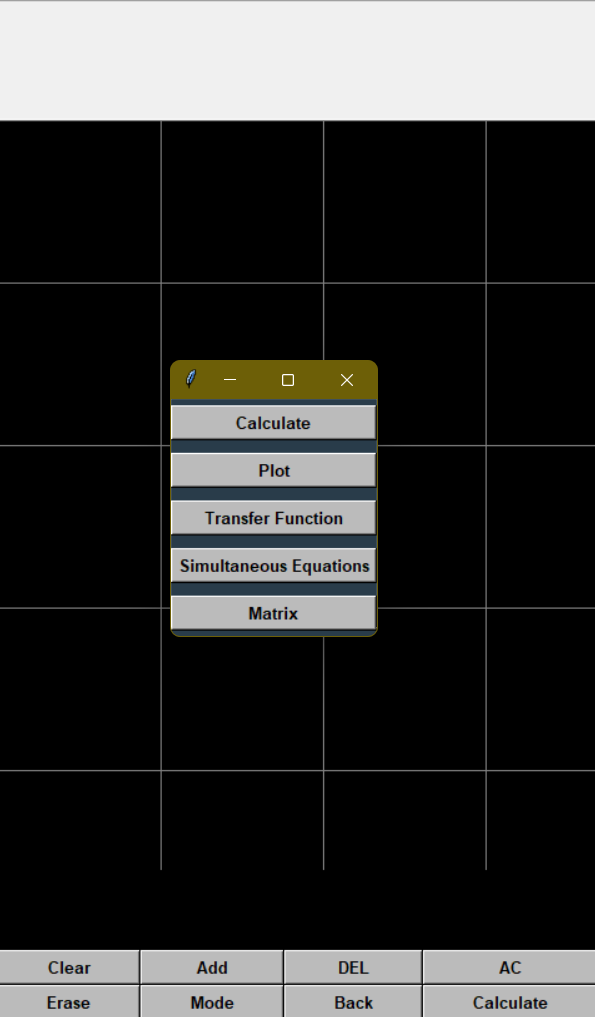 Calculate
Plot
Transfer Function
Simultaneous Equations
Matrix
Clear Add DEL AC
Erase Mode Back Calculate